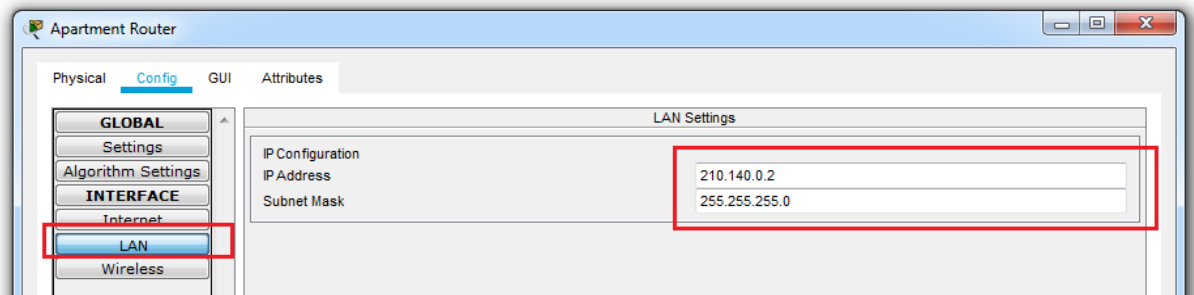 Apartment Router
Physical Config GUI Attributes
GLOBAL
Settings
Algorithm Settings
INTERFACE
Internet
LAN
Wireless
LAN Settings
IP Configuration
IP Address 210.140.0.2
Subnet Mask 255.255.255.0